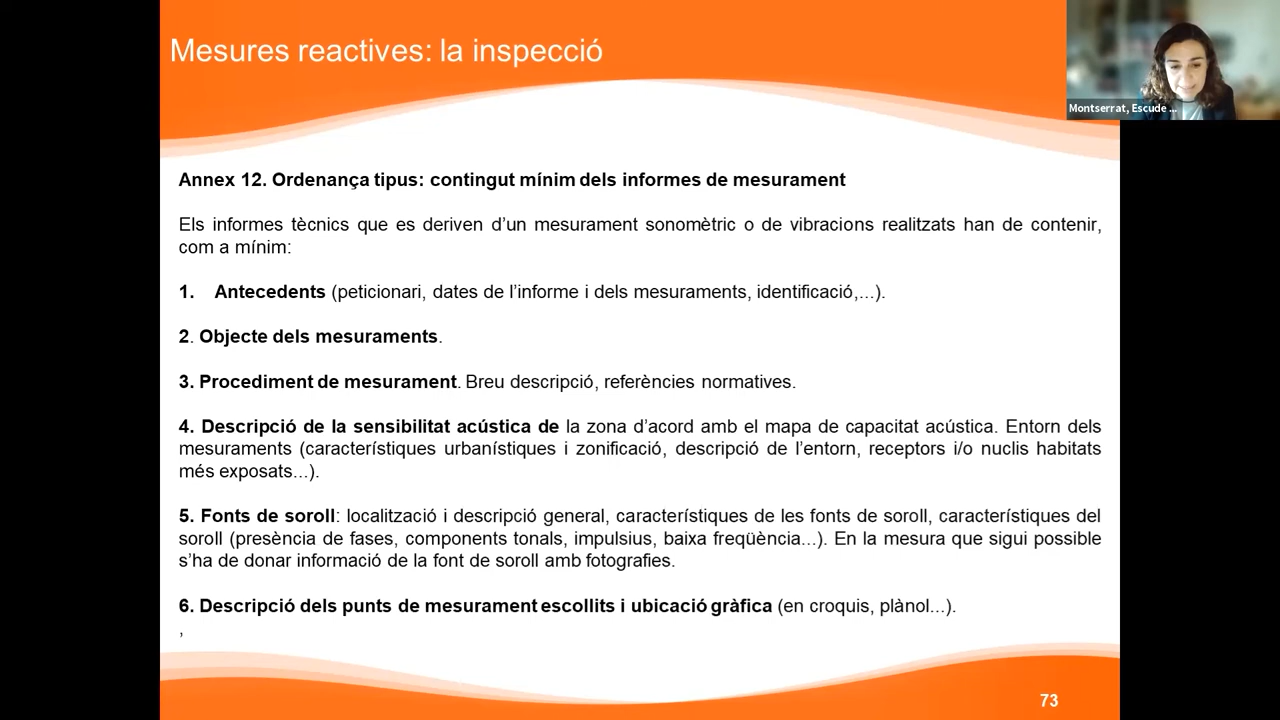 Mesures reactives: la inspecció
Montserrat, Escude ...
Annex 12. Ordenança tipus: contingut mínim dels informes de mesurament
Els informes tècnics que es deriven d’un mesurament sonomètric o de vibracions realitzats han de contenir,
com a mínim:
1. Antecedents (peticionari, dates de l’informe i dels mesuraments, identificació,...).
2. Objecte dels mesuraments.
3. Procediment de mesurament. Breu descripció, referències normatives.
4. Descripció de la sensibilitat acústica de la zona d’acord amb el mapa de capacitat acústica. Entorn dels
mesuraments (característiques urbanístiques i zonificació, descripció de l’entorn, receptors i/o nuclis habitats
més exposats...).
5. Fonts de soroll: localització i descripció general, característiques de les fonts de soroll, característiques del
soroll (presència de fases, components tonals, impulsius, baixa freqüència...). En la mesura que sigui possible
s’ha de donar informació de la font de soroll amb fotografies.
6. Descripció dels punts de mesurament escollits i ubicació gràfica (en croquis, plànol...).
,
73